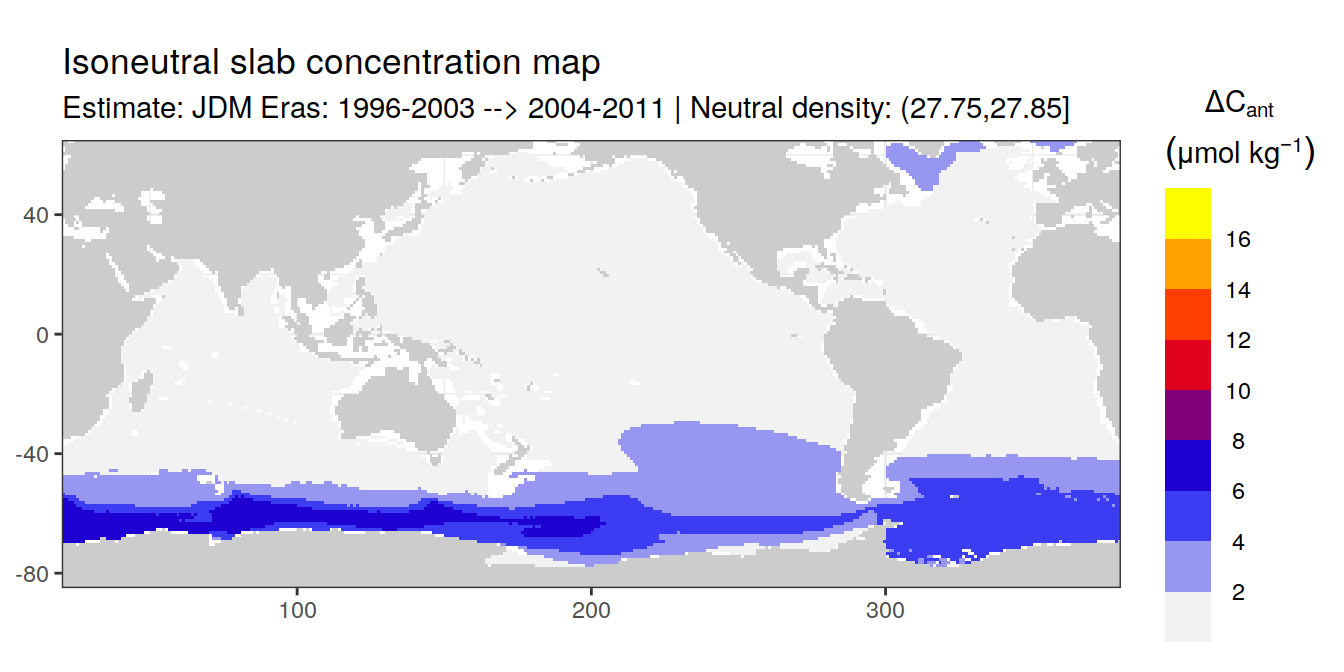 Isoneutral slab concentration map
Estimate: JDM Eras: 1996-2003 --> 2004-2011 | Neutral density: (27.75,27.85]
ΔCant
(μmol kg−1)
16
14
12
10
8
6
4
2
40
0
-40
-80
100 200 300